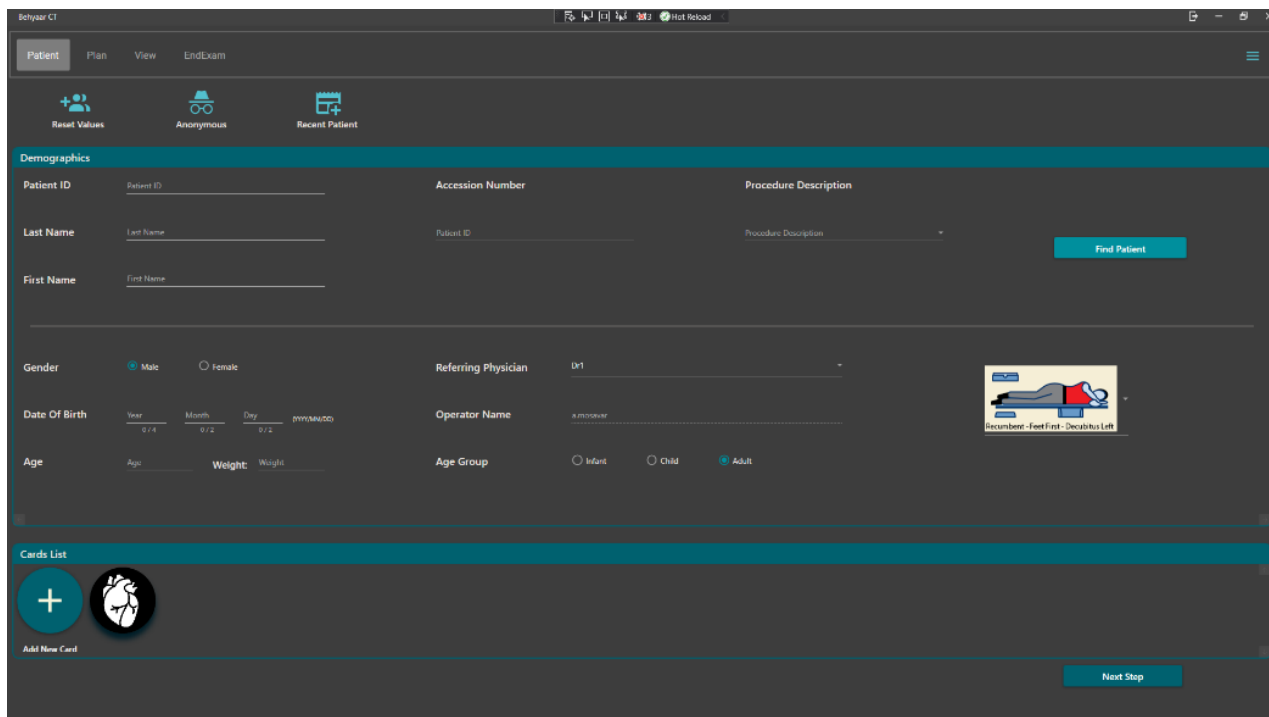 Behyaar CT
3 Hot Reload
Patient Plan View EndExam
Reset Values Anonymous Recent Patient
Demographics
Patient ID Patient ID Accession Number Procedure Description
Last Name Last Name Patient ID Procedure Description
Find Patient
First Name First Name
Gender Male Female Referring Physician Dr1
Date Of Birth Year Month Day (YYYY/MM/DD) Operator Name a.mosavar
0 / 4 0 / 2 0 / 2
Recumbent - Feet First - Decubitus Left
Age Age Weight: Weight Age Group Infant Child Adult
Cards List
Add New Card
Next Step